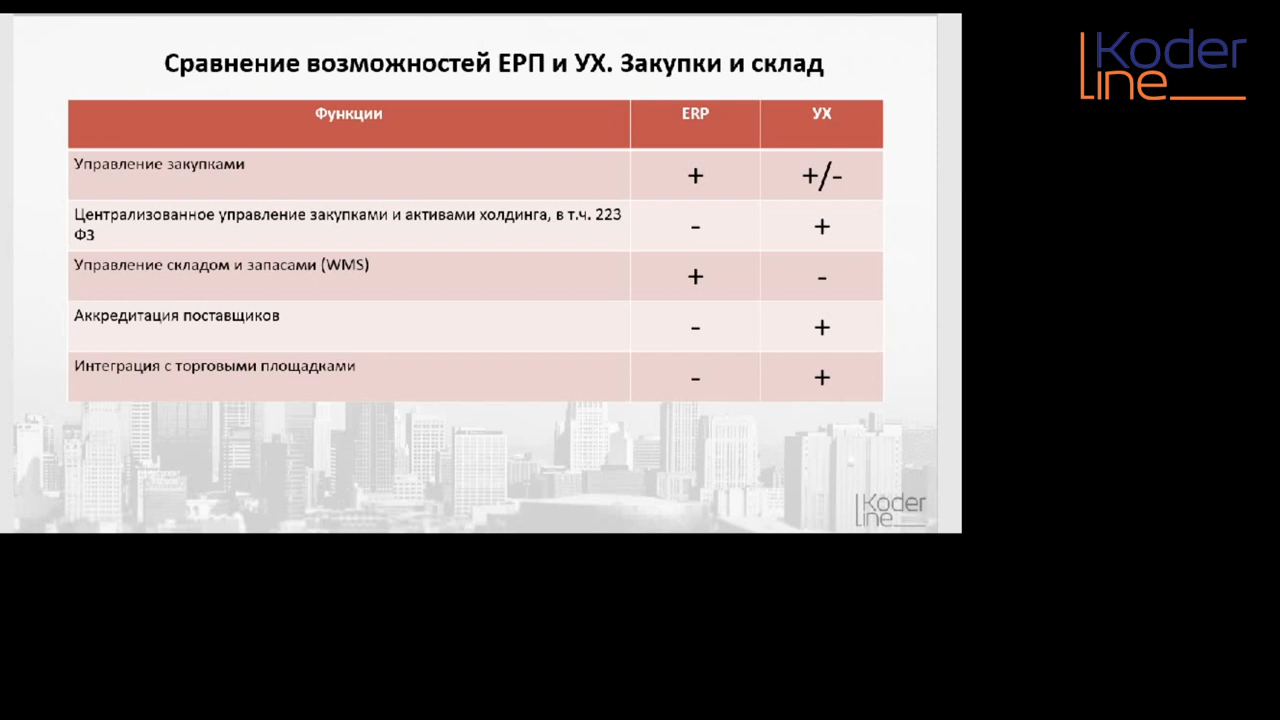 Сравнение возможностей ЕРП и УХ. Закупки и склад
Функции ERP УХ
Управление закупками + +/-
Централизованное управление закупками и активами холдинга, в т.ч. 223
ФЗ - +
Управление складом и запасами (WMS) + -
Аккредитация поставщиков - +
Интеграция с торговыми площадками - +
Koder
line
Koder
line